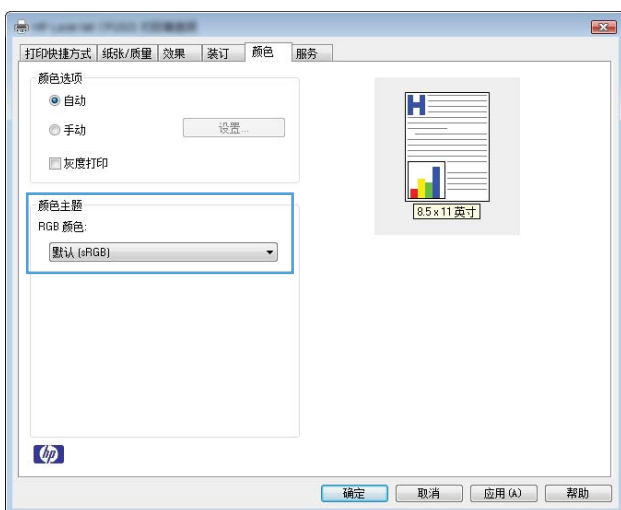 打印快捷方式 纸张/质量 效果 装订 颜色 服务
颜色选项
自动
手动 设置...
灰度打印
H
8.5 x 11 英寸
颜色主题
RGB 颜色:
默认 (sRGB)
hp
确定 取消 应用(A) 帮助